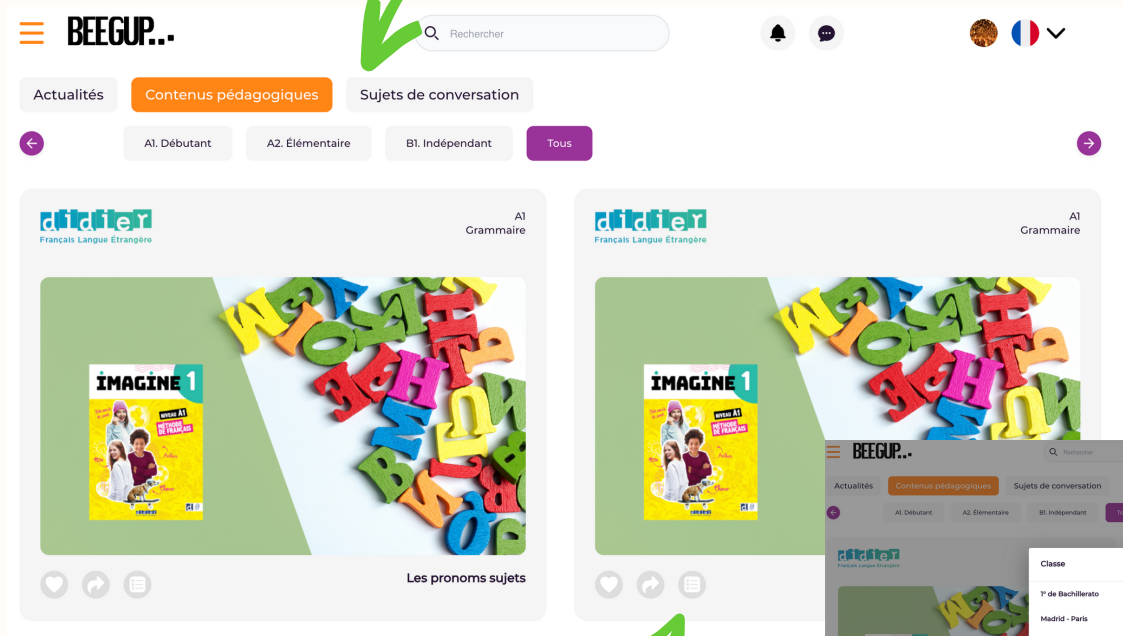 BEEGUP...
Rechercher
Actualités
Contenus pédagogiques
Sujets de conversation
A1. Débutant
A2. Élémentaire
B1. Indépendant
Tous
didier
Français Langue Étrangère
A1
Grammaire
IMAGINE 1
NIVEAU A1
MÉTHODE
DE FRANÇAIS
Les pronoms sujets
didier
Français Langue Étrangère
A1
Grammaire
IMAGINE 1
NIVEAU A1
MÉTHODE
DE FRANÇAIS
BEEGUP...
Rechercher
Actualités
Contenus pédagogiques
Sujets de conversation
A1. Débutant
A2. Élémentaire
B1. Indépendant
didier
Français Langue Étrangère
Classe
1º de Bachillerato
Madrid - Paris